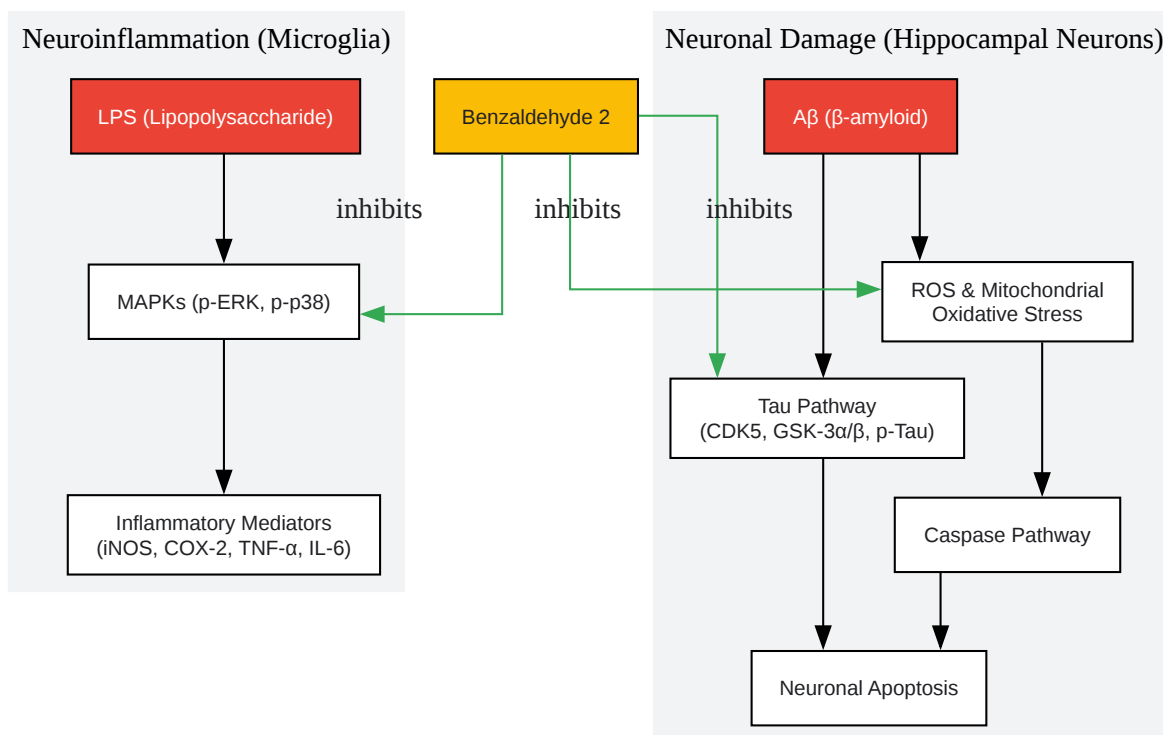 Neuroinflammation (Microglia)
Neuronal Damage (Hippocampal Neurons)
LPS (Lipopolysaccharide)
Benzaldehyde 2
Aβ (β-amyloid)
inhibits
inhibits
inhibits
MAPKs (p-ERK, p-p38)
ROS & Mitochondrial
Oxidative Stress
Tau Pathway
(CDK5, GSK-3α/β, p-Tau)
Inflammatory Mediators
(iNOS, COX-2, TNF-α, IL-6)
Caspase Pathway
Neuronal Apoptosis